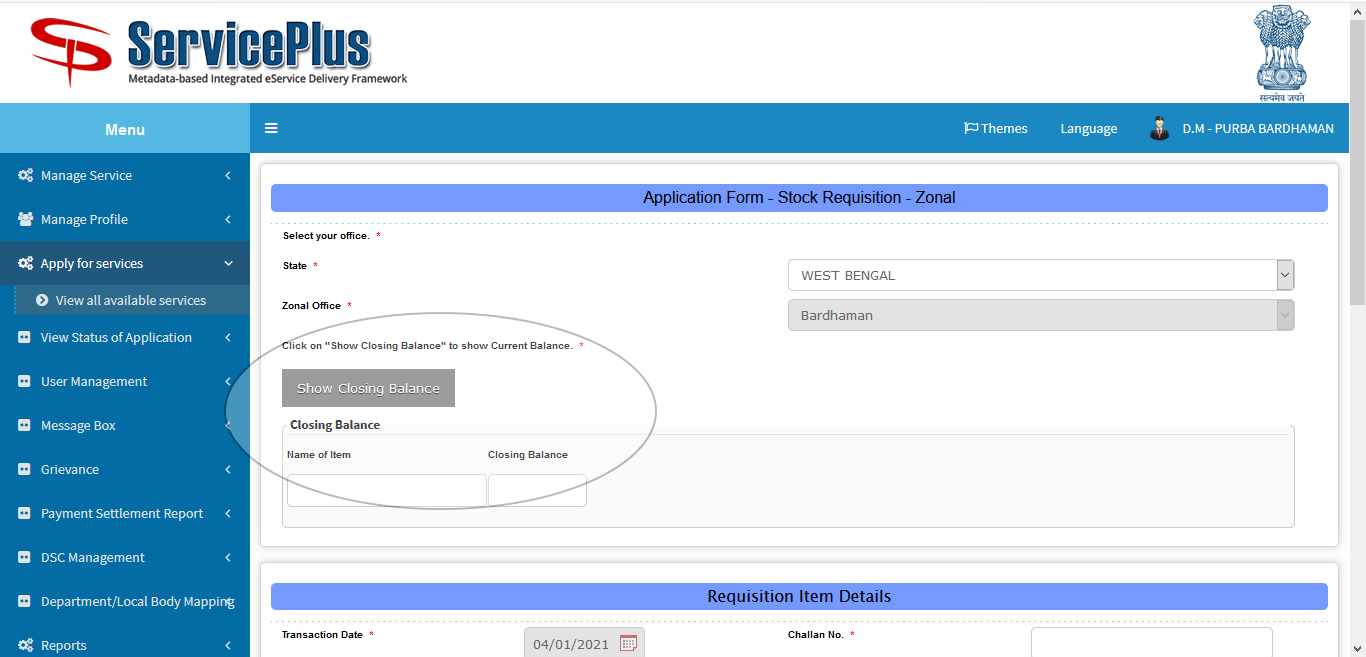 ServicePlus
Metadata-based Integrated eService Delivery Framework
सत्यमेव जयते
Menu
Themes
Language
D.M - PURBA BARDHAMAN
Manage Service
Manage Profile
Apply for services
View all available services
View Status of Application
User Management
Message Box
Grievance
Payment Settlement Report
DSC Management
Department/Local Body Mapping
Reports
Application Form - Stock Requisition - Zonal
Select your office. *
State *
WEST BENGAL
Zonal Office *
Bardhaman
Click on "Show Closing Balance" to show Current Balance. *
Show Closing Balance
Closing Balance
Name of Item Closing Balance
Requisition Item Details
Transaction Date * 04/01/2021 Challan No. *